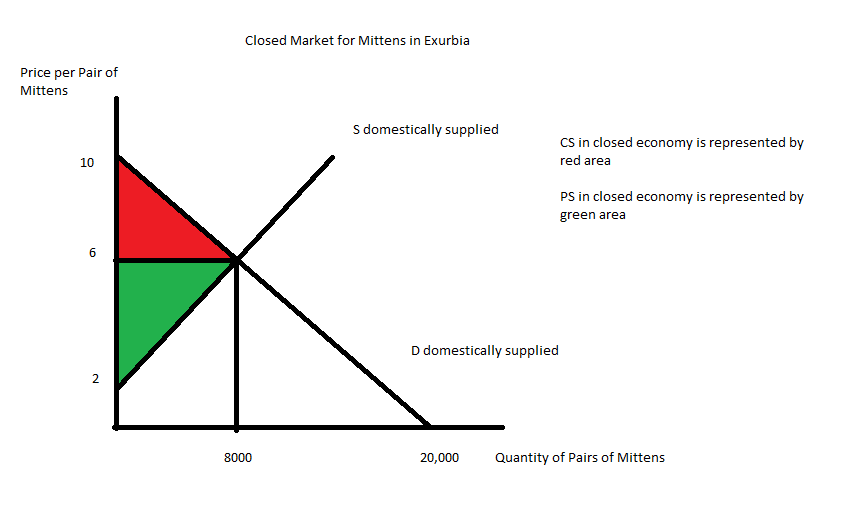 Closed Market for Mittens in Exurbia
Price per Pair of
Mittens
S domestically supplied
CS in closed economy is represented by
red area
10
PS in closed economy is represented by
green area
6
D domestically supplied
2
8000
20,000
Quantity of Pairs of Mittens